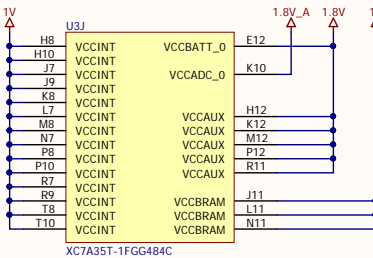 1V
U3J
1.8V_A
1.8V
H8 VCCINT VCCBATT_0 E12
H10 VCCINT
J7 VCCINT VCCADC_0 K10
J9 VCCINT
K8 VCCINT
L7 VCCINT VCCAUX H12
M8 VCCINT VCCAUX K12
N7 VCCINT VCCAUX M12
P8 VCCINT VCCAUX P12
P10 VCCINT VCCAUX R11
R7 VCCINT
R9 VCCINT VCCBRAM J11
T8 VCCINT VCCBRAM L11
T10 VCCINT VCCBRAM N11
XC7A35T-1FGG484C